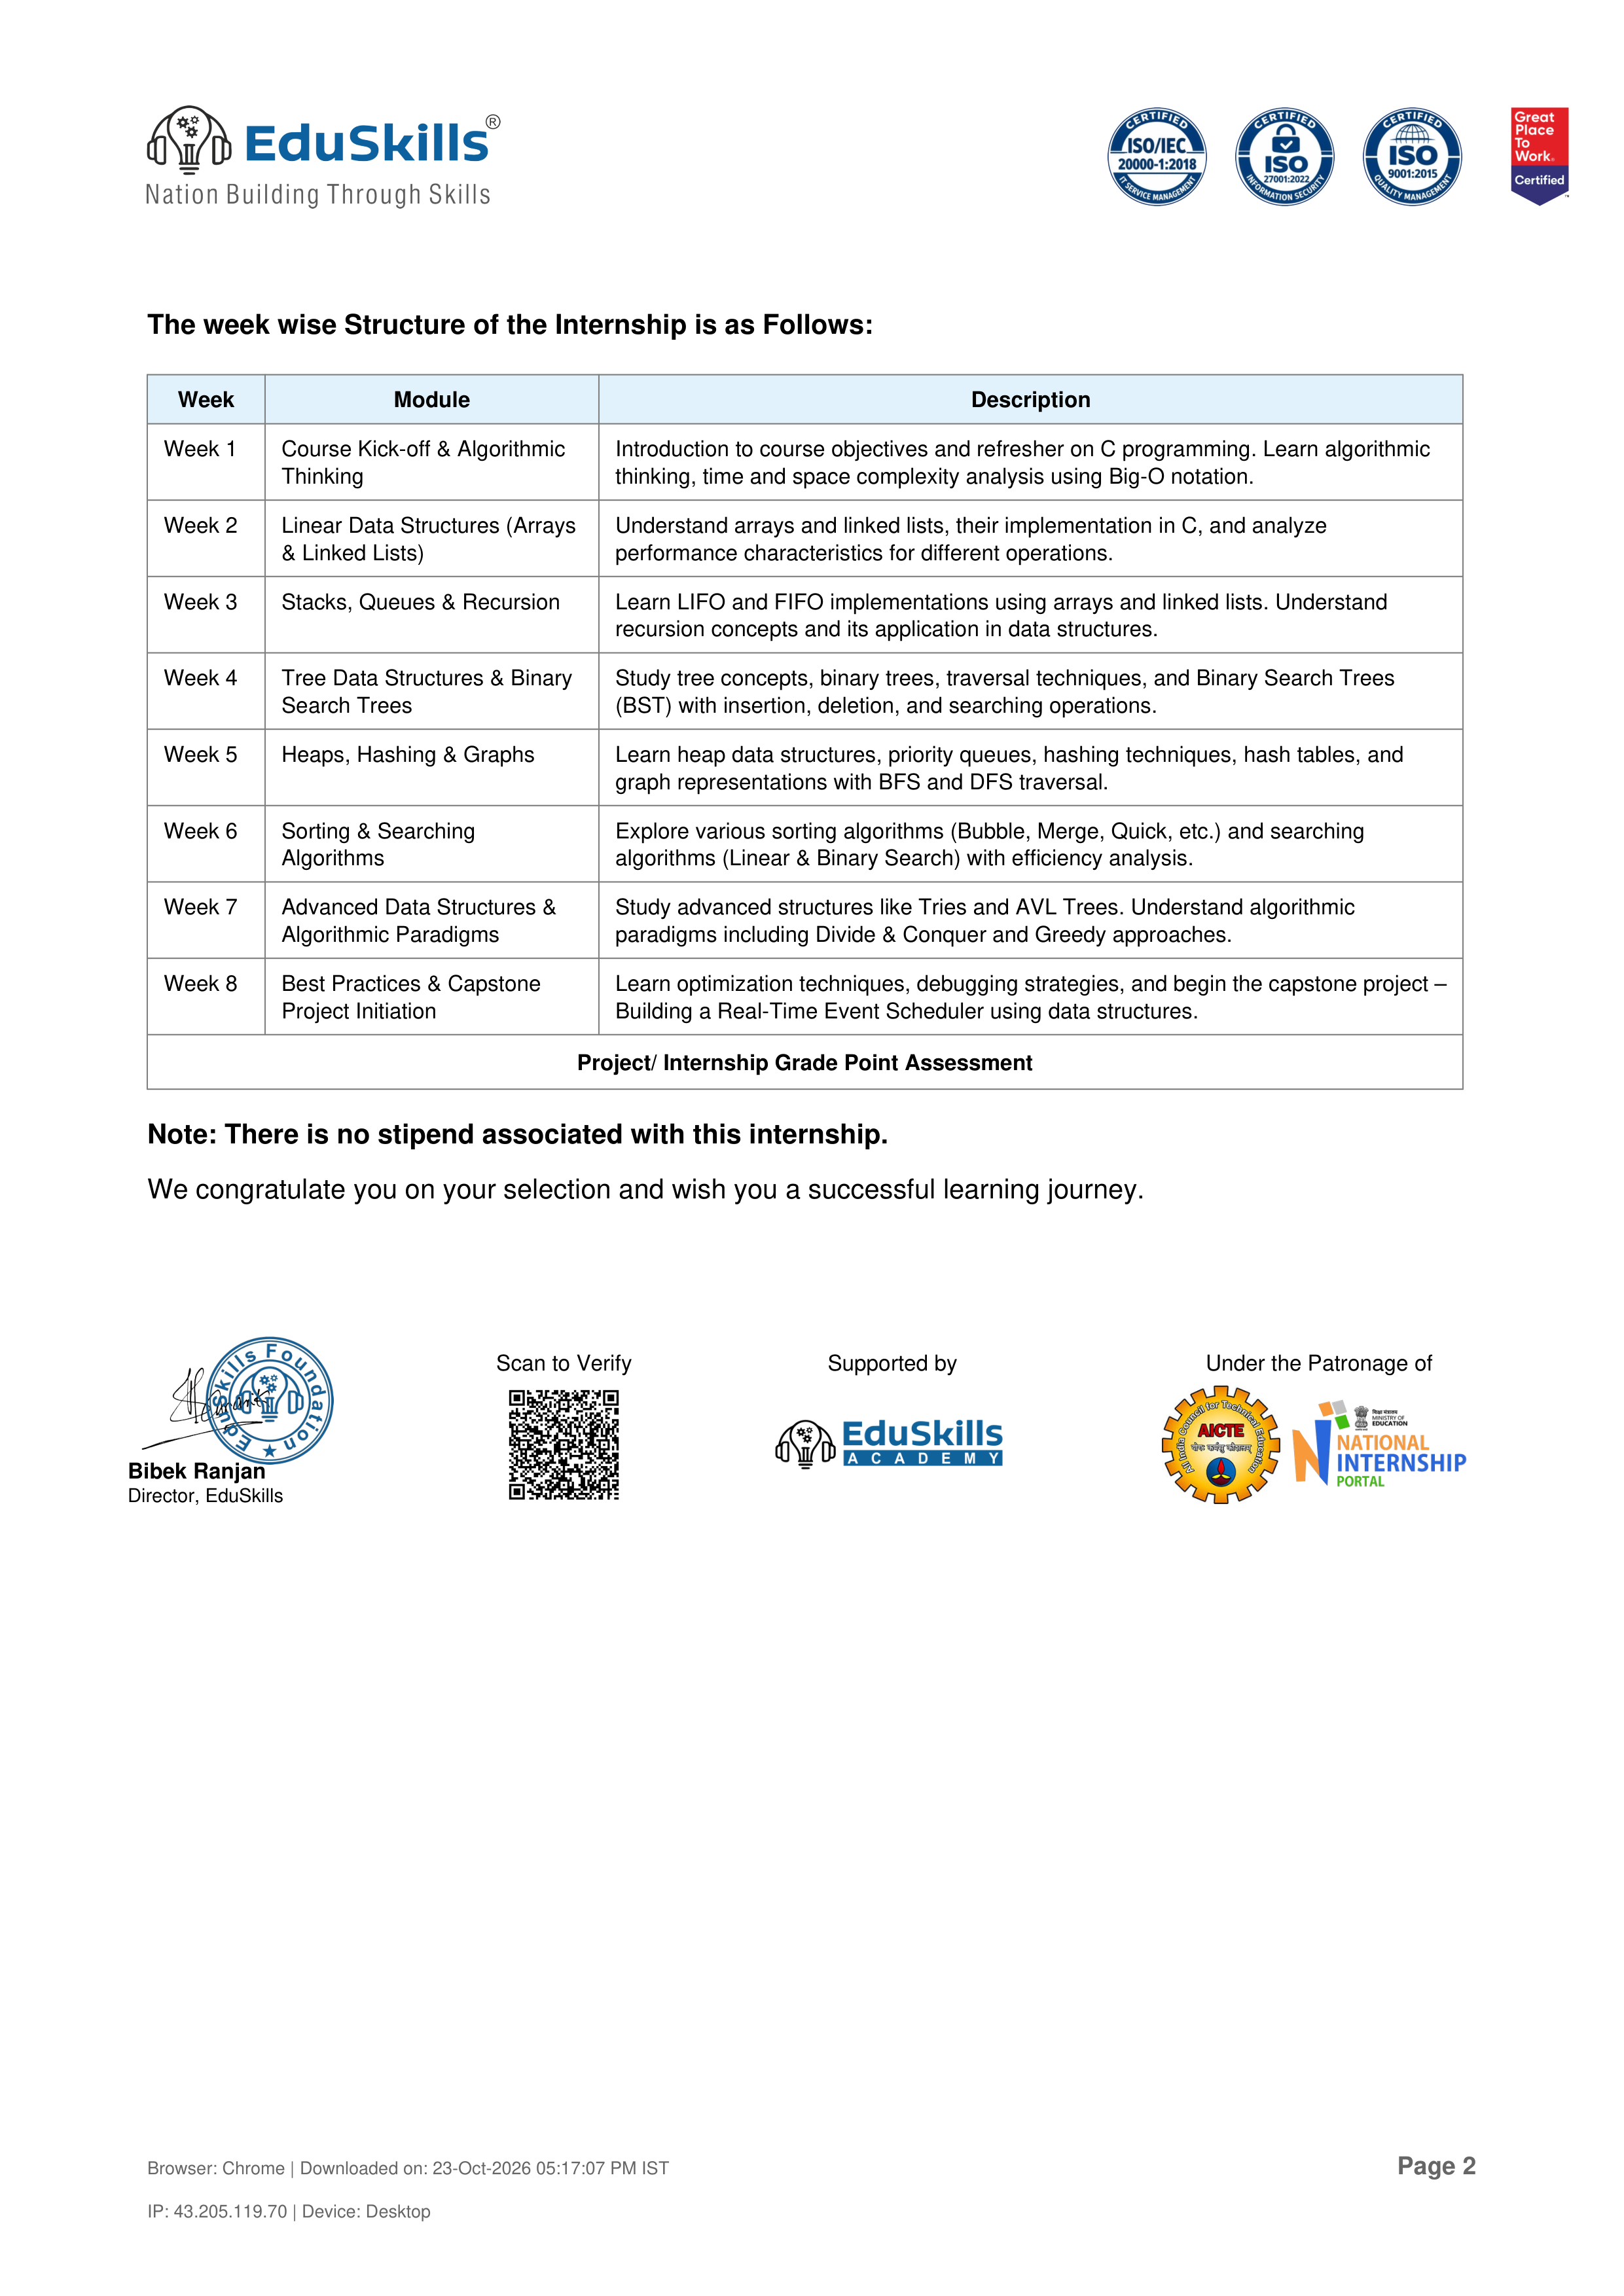 EduSkills®
Nation Building Through Skills
CERTIFIED
ISO/IEC
20000-1:2018
IT SERVICE MANAGEMENT
CERTIFIED
ISO
27001:2022
INFORMATION SECURITY
CERTIFIED
ISO
9001:2015
QUALITY MANAGEMENT
Great
Place
To
Work.
Certified
The week wise Structure of the Internship is as Follows:
Week Module Description
Week 1 Course Kick-off & Algorithmic Introduction to course objectives and refresher on C programming. Learn algorithmic
Thinking thinking, time and space complexity analysis using Big-O notation.
Week 2 Linear Data Structures (Arrays Understand arrays and linked lists, their implementation in C, and analyze
& Linked Lists) performance characteristics for different operations.
Week 3 Stacks, Queues & Recursion Learn LIFO and FIFO implementations using arrays and linked lists. Understand
recursion concepts and its application in data structures.
Week 4 Tree Data Structures & Binary Study tree concepts, binary trees, traversal techniques, and Binary Search Trees
Search Trees (BST) with insertion, deletion, and searching operations.
Week 5 Heaps, Hashing & Graphs Learn heap data structures, priority queues, hashing techniques, hash tables, and
graph representations with BFS and DFS traversal.
Week 6 Sorting & Searching Explore various sorting algorithms (Bubble, Merge, Quick, etc.) and searching
Algorithms algorithms (Linear & Binary Search) with efficiency analysis.
Week 7 Advanced Data Structures & Study advanced structures like Tries and AVL Trees. Understand algorithmic
Algorithmic Paradigms paradigms including Divide & Conquer and Greedy approaches.
Week 8 Best Practices & Capstone Learn optimization techniques, debugging strategies, and begin the capstone project –
Project Initiation Building a Real-Time Event Scheduler using data structures.
Project/ Internship Grade Point Assessment
Note: There is no stipend associated with this internship.
We congratulate you on your selection and wish you a successful learning journey.
EduSkills Foundation
Bibek Ranjan
Director, EduSkills
Scan to Verify
Supported by
EduSkills
ACADEMY
Under the Patronage of
All India Council for Technical Education
AICTE
शिक्षा मंत्रालय
MINISTRY OF
EDUCATION
NATIONAL
INTERNSHIP
PORTAL
Browser: Chrome | Downloaded on: 23-Oct-2026 05:17:07 PM IST
Page 2
IP: 43.205.119.70 | Device: Desktop